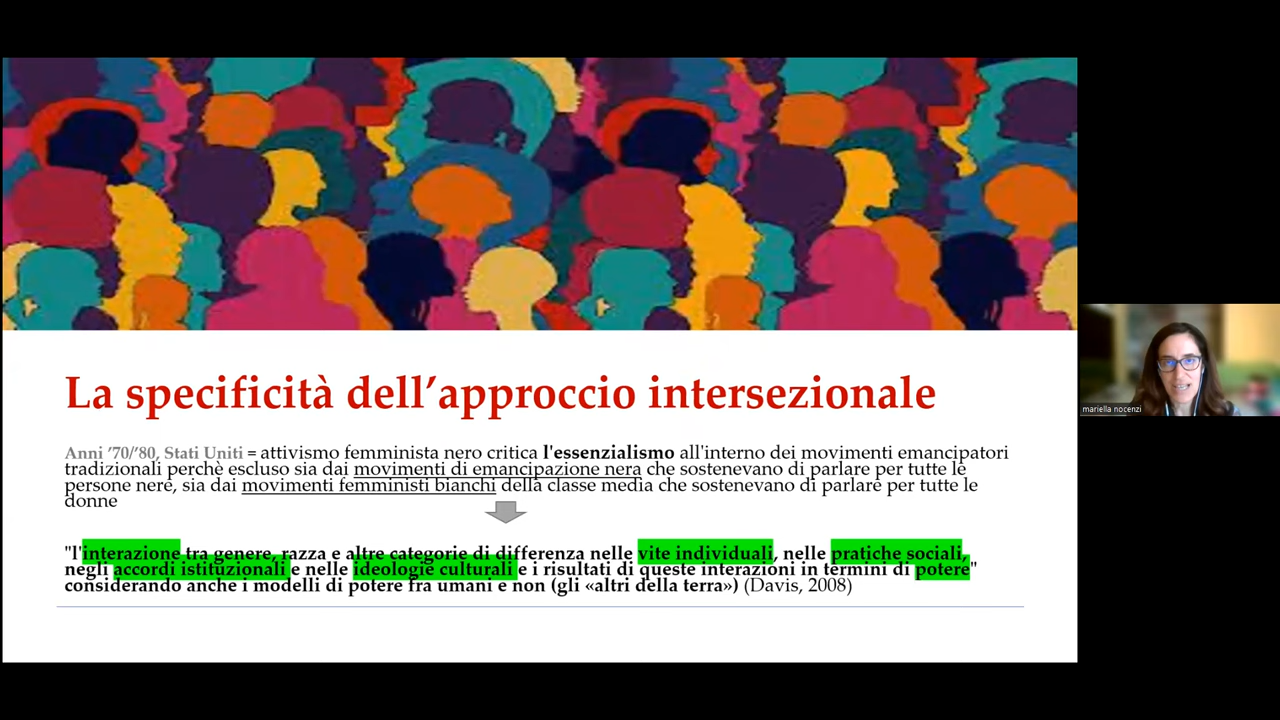 La specificità dell’approccio intersezionale
Anni ’70/’80, Stati Uniti = attivismo femminista nero critica l'essenzialismo all'interno dei movimenti emancipatori
tradizionali perchè escluso sia dai movimenti di emancipazione nera che sostenevano di parlare per tutte le
persone nere, sia dai movimenti femministi bianchi della classe media che sostenevano di parlare per tutte le
donne
"l'interazione tra genere, razza e altre categorie di differenza nelle vite individuali, nelle pratiche sociali,
negli accordi istituzionali e nelle ideologie culturali e i risultati di queste interazioni in termini di potere"
considerando anche i modelli di potere fra umani e non (gli «altri della terra») (Davis, 2008)
mariella nocenzi